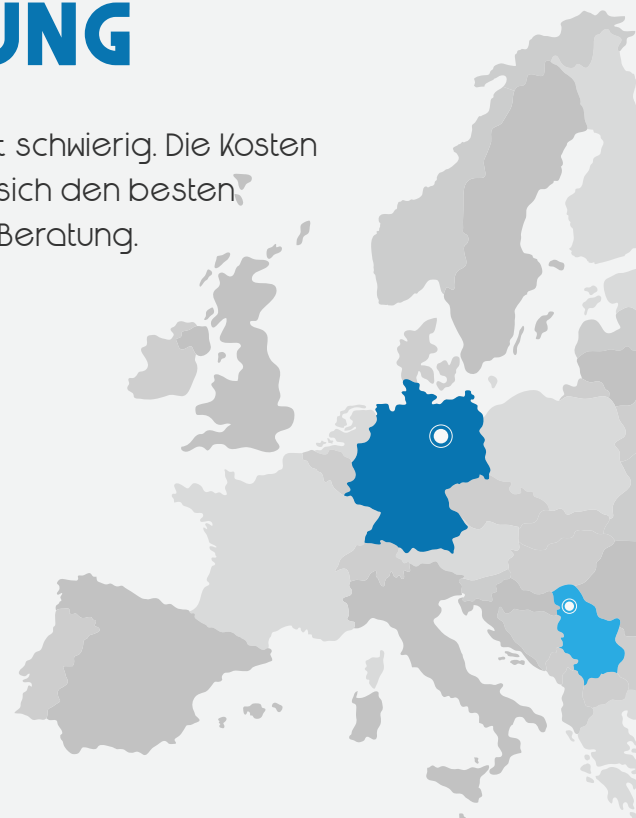 UNG
t schwierig. Die Kosten
sich den besten
Beratung.